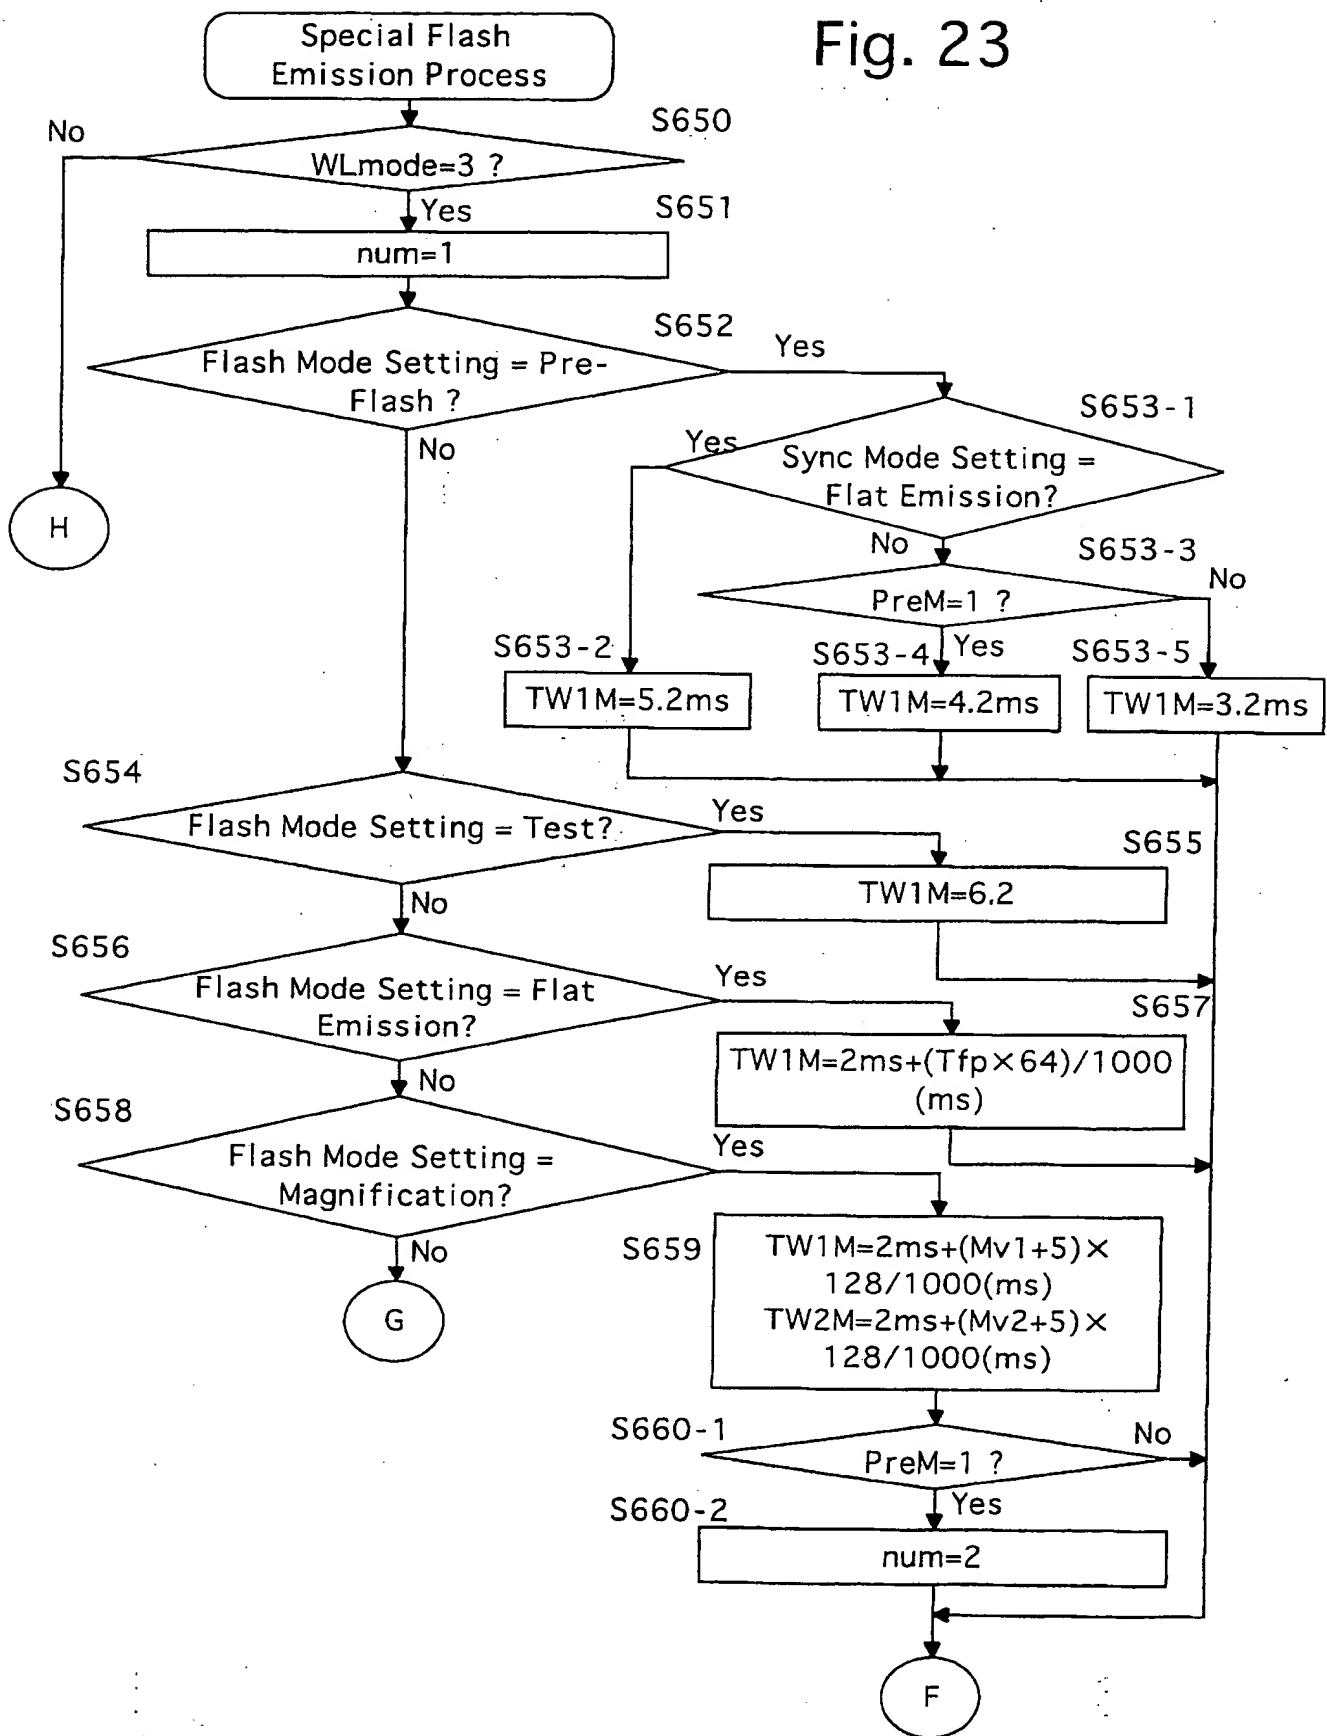 Fig. 23
Special Flash
Emission Process
S650
No
WLmode=3 ?
Yes
S651
num=1
S652
Flash Mode Setting = Pre-
Flash ?
Yes
No
S653-1
Sync Mode Setting =
Flat Emission?
Yes
No
H
S653-3
PreM=1 ?
No
Yes
S653-2
TW1M=5.2ms
S653-4
TW1M=4.2ms
S653-5
TW1M=3.2ms
S654
Flash Mode Setting = Test?
Yes
No
S655
TW1M=6.2
S656
Flash Mode Setting = Flat
Emission?
Yes
No
S657
TW1M=2ms+(Tfp×64)/1000
(ms)
S658
Flash Mode Setting =
Magnification?
Yes
No
G
S659
TW1M=2ms+(Mv1+5)×
128/1000(ms)
TW2M=2ms+(Mv2+5)×
128/1000(ms)
S660-1
PreM=1 ?
No
Yes
S660-2
num=2
F